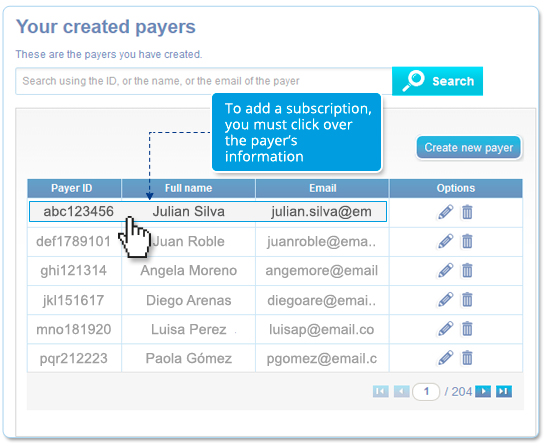 Your created payers
These are the payers you have created.
Search using the ID, or the name, or the email of the payer
Search
To add a subscription,
you must click over
the payer's
information
Create new payer
Payer ID Full name Email Options
abc123456 Julian Silva julian.silva@em
def1789101 Juan Roble juanroble@ema..
ghi121314 Angela Moreno angemore@email
jkl151617 Diego Arenas diegoare@emai..
mno181920 Luisa Perez luisap@email.co
pqr212223 Paola Gómez pgomez@email.c
1 / 204